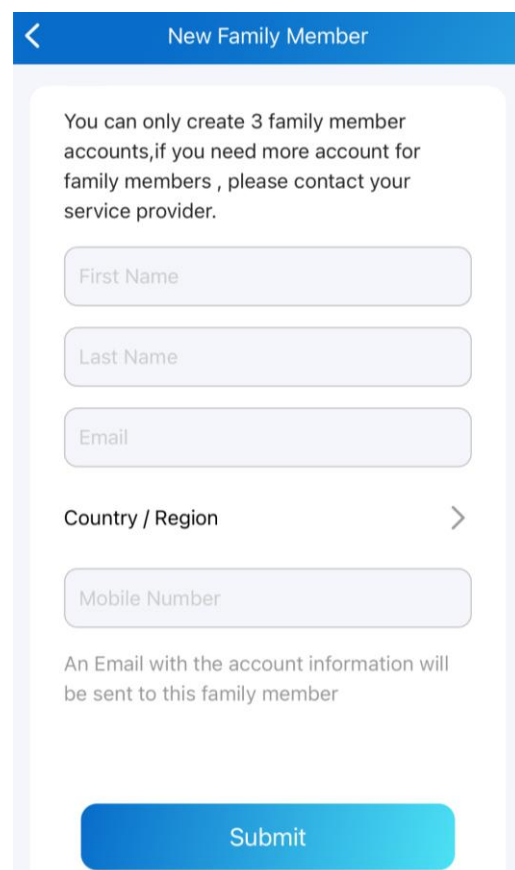 New Family Member
You can only create 3 family member
accounts,if you need more account for
family members , please contact your
service provider.
First Name
Last Name
Email
Country / Region
Mobile Number
An Email with the account information will
be sent to this family member
Submit